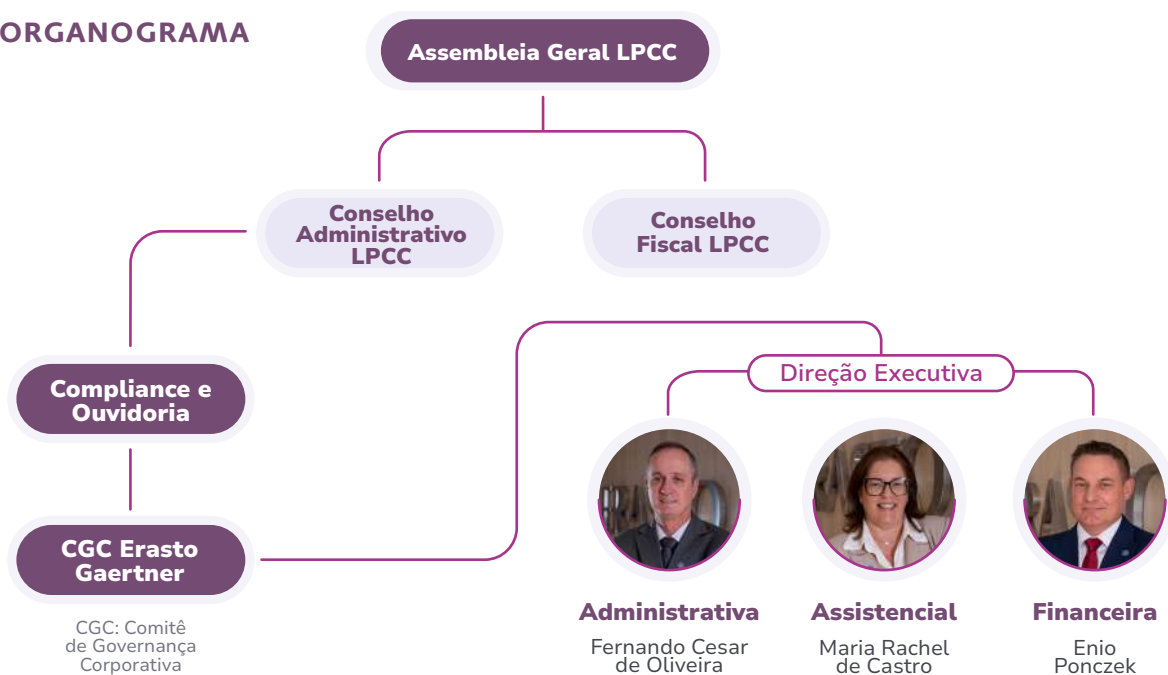 ORGANOGRAMA
Assembleia Geral LPCC
Conselho
Administrativo
LPCC
Conselho
Fiscal LPCC
Compliance e
Ouvidoria
Direção Executiva
CGC Erasto
Gaertner
CGC: Comitê
de Governança
Corporativa
Administrativa
Fernando Cesar
de Oliveira
Assistencial
Maria Rachel
de Castro
Financeira
Enio
Ponczek